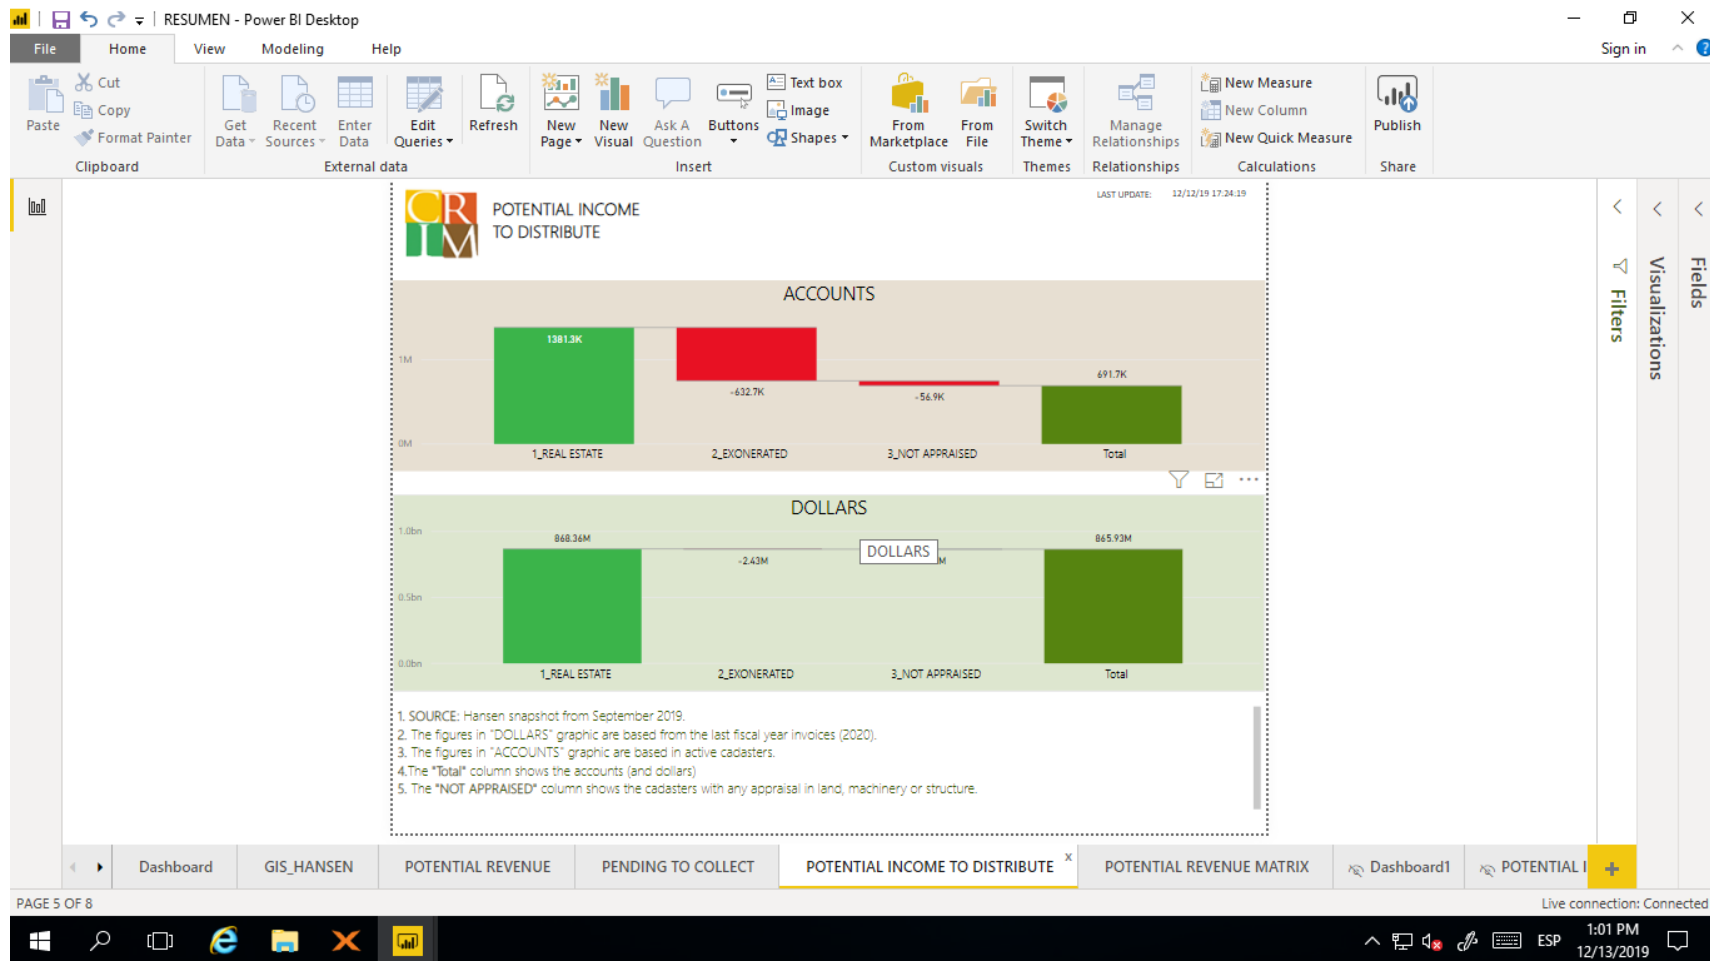 RESUMEN - Power BI Desktop
File Home View Modeling Help Sign in
Paste
Cut
Copy
Format Painter
Clipboard
Get Data
Recent Sources
Enter Data
External data
Edit Queries
Refresh
New Page
New Visual
Ask A Question
Buttons
Text box
Image
Shapes
Insert
From Marketplace
From File
Custom visuals
Switch Theme
Themes
Manage Relationships
Relationships
New Measure
New Column
New Quick Measure
Calculations
Publish
Share
CRIM
POTENTIAL INCOME
TO DISTRIBUTE
LAST UPDATE: 12/12/19 17:24:19
Filters
Visualizations
Fields
ACCOUNTS
1381.3K
1M
691.7K
-632.7K
-56.9K
0M
1_REAL ESTATE 2_EXONERATED 3_NOT APPRAISED Total
DOLLARS
1.0bn
868.36M
865.93M
DOLLARS
-2.43M
M
0.5bn
0.0bn
1_REAL ESTATE 2_EXONERATED 3_NOT APPRAISED Total
1. SOURCE: Hansen snapshot from September 2019.
2. The figures in "DOLLARS" graphic are based from the last fiscal year invoices (2020).
3. The figures in "ACCOUNTS" graphic are based in active cadasters.
4.The "Total" column shows the accounts (and dollars)
5. The "NOT APPRAISED" column shows the cadasters with any appraisal in land, machinery or structure.
Dashboard GIS_HANSEN POTENTIAL REVENUE PENDING TO COLLECT POTENTIAL INCOME TO DISTRIBUTE x POTENTIAL REVENUE MATRIX Dashboard1 POTENTIAL I +
PAGE 5 OF 8 Live connection: Connected
ESP
1:01 PM
12/13/2019